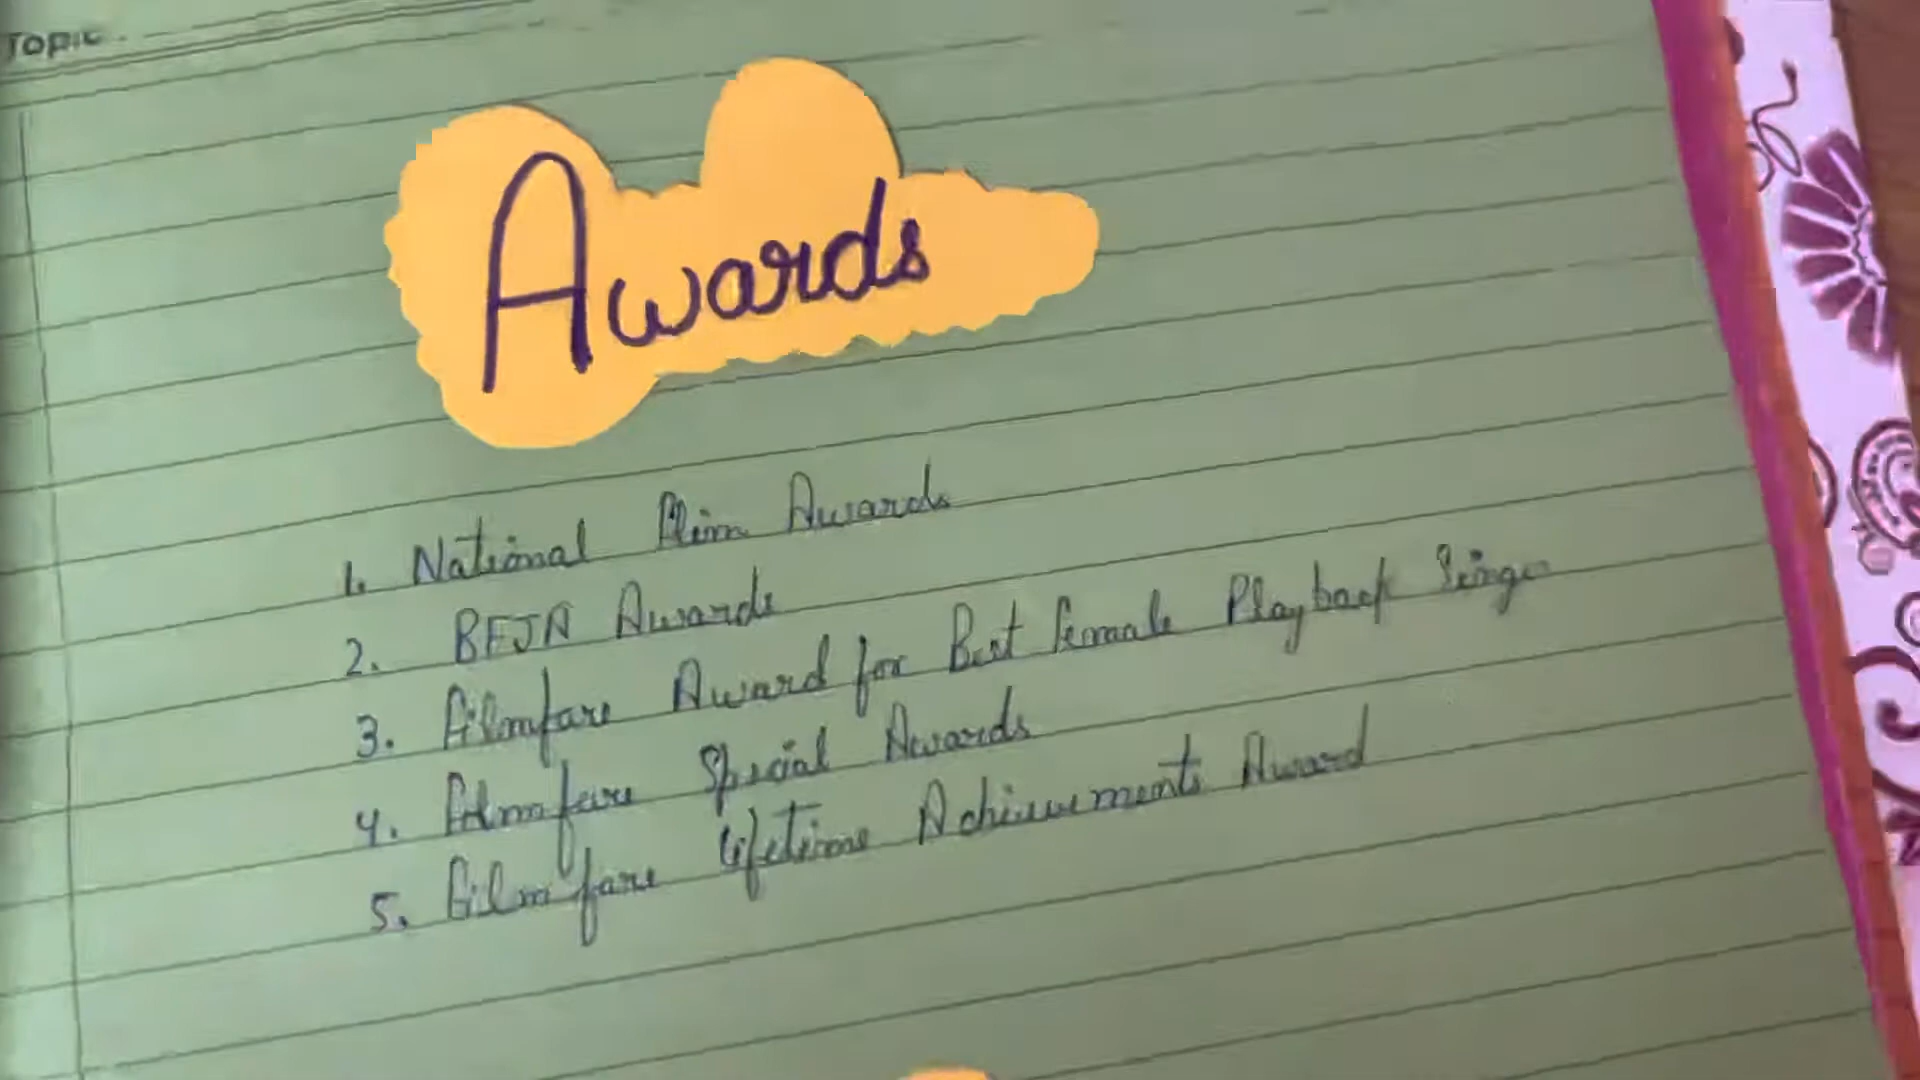 Topic
Awards
1. National Film Awards
2. BFJA Awards
3. Filmfare Award for Best Female Playback Singer
4. Filmfare Special Awards
5. Filmfare Lifetime Achievements Award